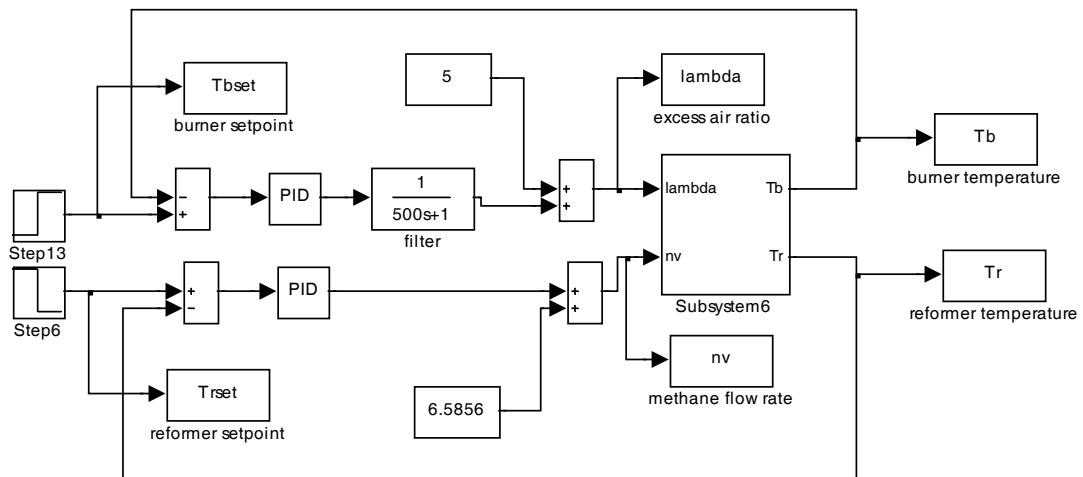 Tbset
burner setpoint
5
lambda
excess air ratio
Tb
burner temperature
Step13
−
+
PID
1
500s+1
filter
+
+
lambda
Tb
nv
Tr
Subsystem6
Step6
+
−
PID
+
+
Tr
reformer temperature
Trset
reformer setpoint
6.5856
nv
methane flow rate